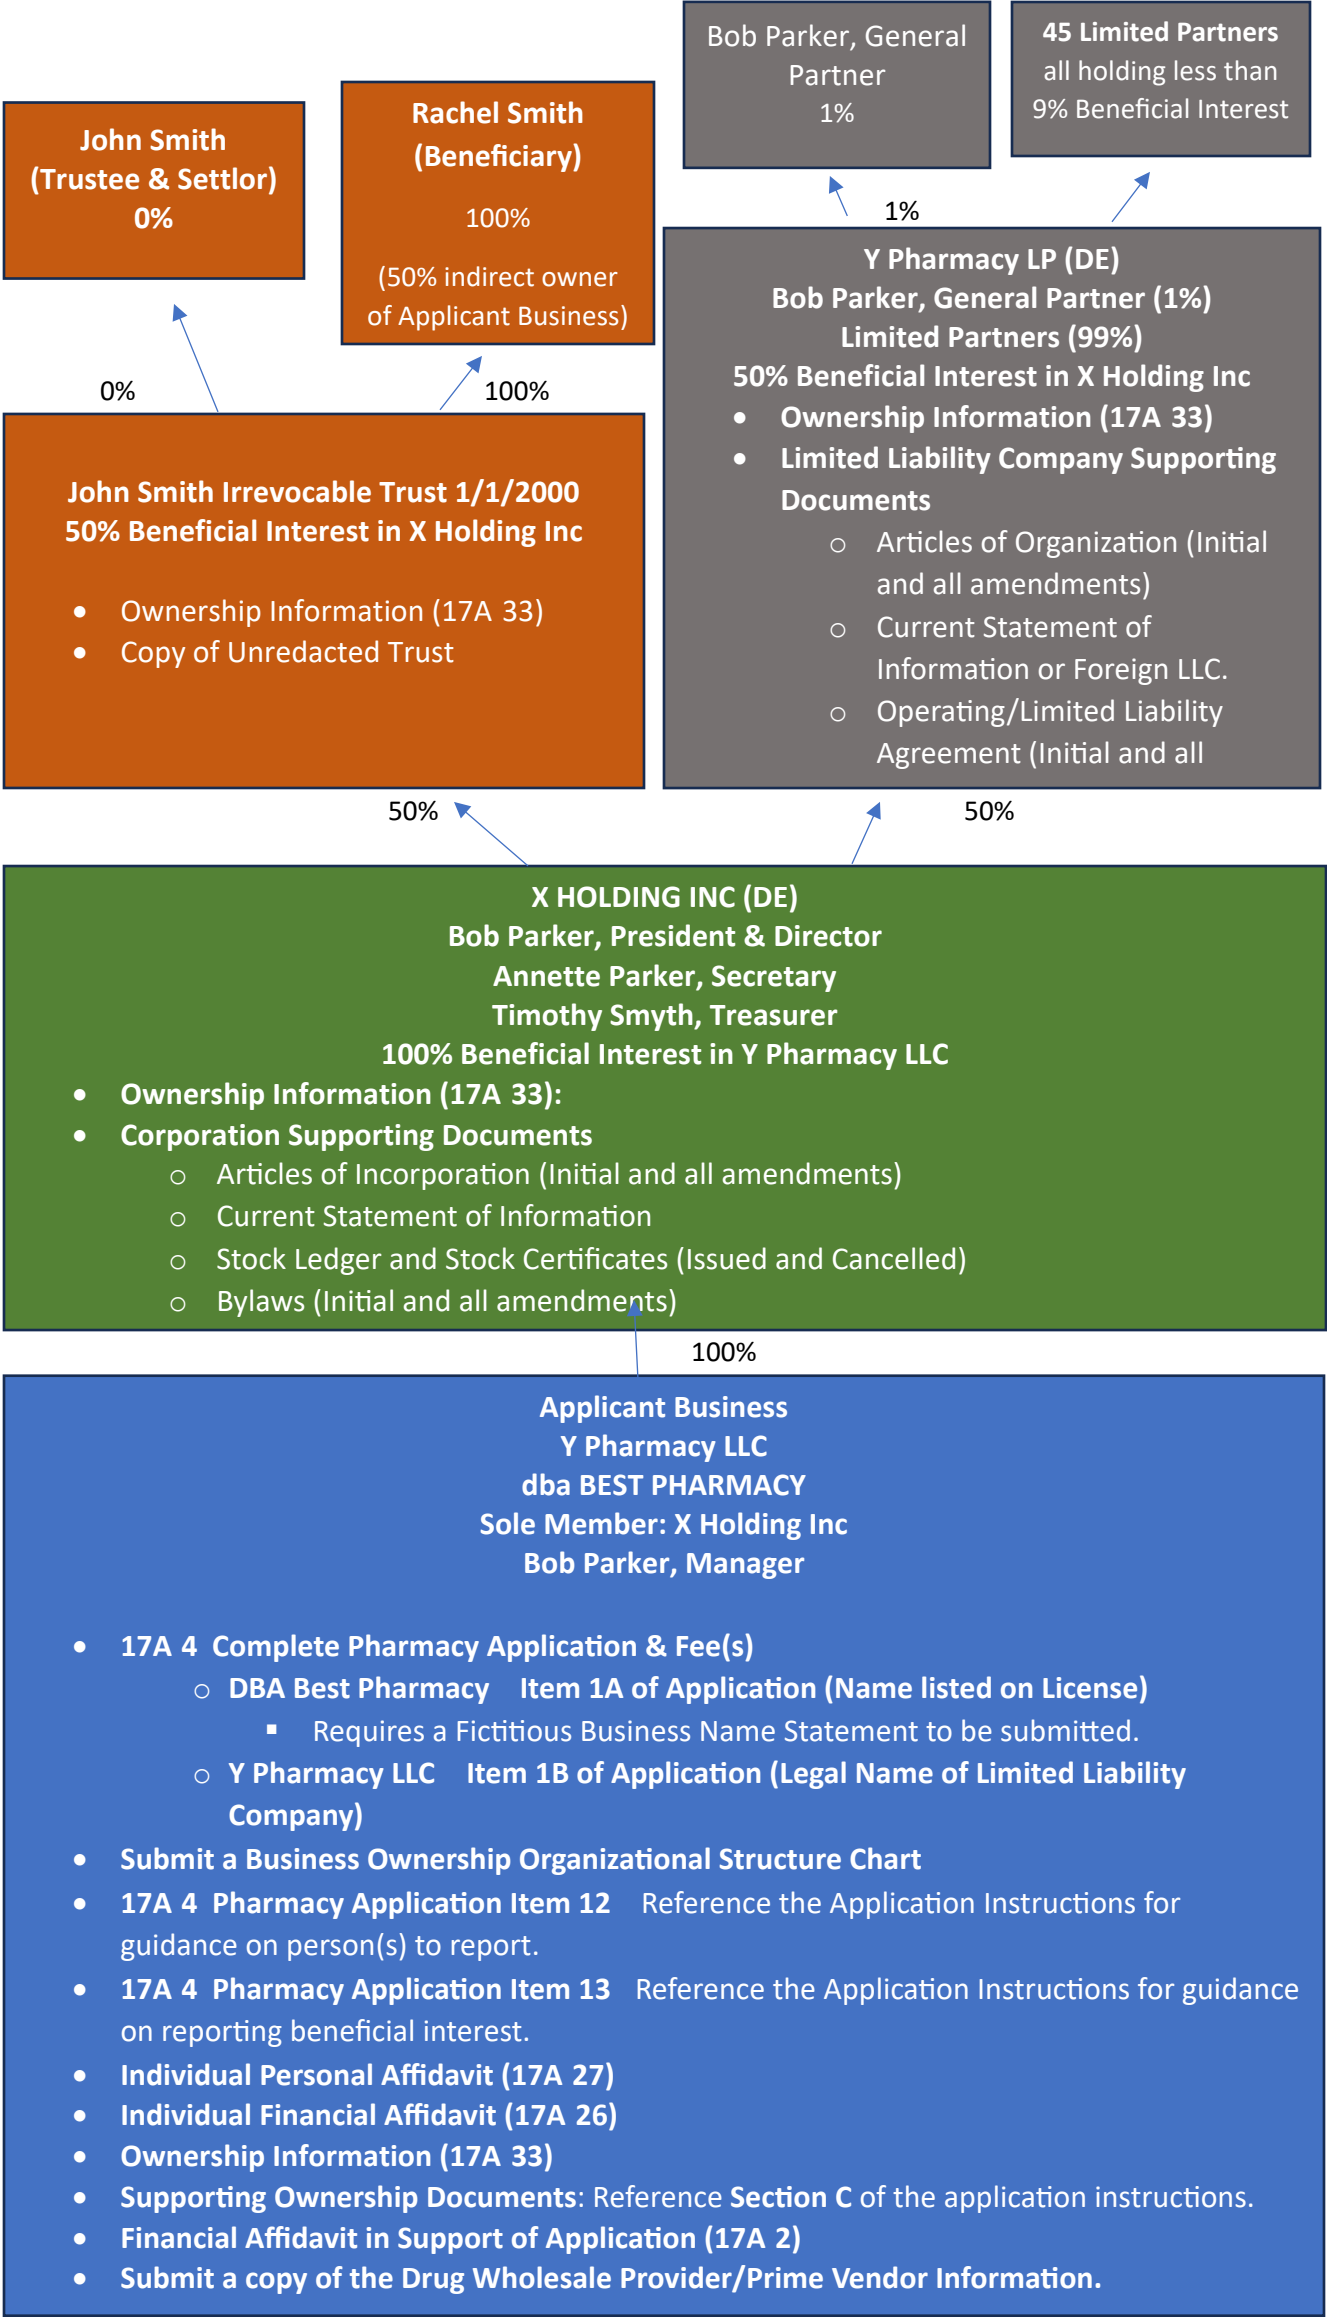 Bob Parker, General
Partner
1%
45 Limited Partners
all holding less than
9% Beneficial Interest
John Smith
(Trustee & Settlor)
0%
Rachel Smith
(Beneficiary)
100%
(50% indirect owner
of Applicant Business)
1%
0%
100%
Y Pharmacy LP (DE)
Bob Parker, General Partner (1%)
Limited Partners (99%)
50% Beneficial Interest in X Holding Inc
• Ownership Information (17A 33)
• Limited Liability Company Supporting
Documents
o Articles of Organization (Initial
and all amendments)
o Current Statement of
Information or Foreign LLC.
o Operating/Limited Liability
Agreement (Initial and all
John Smith Irrevocable Trust 1/1/2000
50% Beneficial Interest in X Holding Inc
• Ownership Information (17A 33)
• Copy of Unredacted Trust
50%
50%
X HOLDING INC (DE)
Bob Parker, President & Director
Annette Parker, Secretary
Timothy Smyth, Treasurer
100% Beneficial Interest in Y Pharmacy LLC
• Ownership Information (17A 33):
• Corporation Supporting Documents
o Articles of Incorporation (Initial and all amendments)
o Current Statement of Information
o Stock Ledger and Stock Certificates (Issued and Cancelled)
o Bylaws (Initial and all amendments)
100%
Applicant Business
Y Pharmacy LLC
dba BEST PHARMACY
Sole Member: X Holding Inc
Bob Parker, Manager
• 17A 4 Complete Pharmacy Application & Fee(s)
o DBA Best Pharmacy Item 1A of Application (Name listed on License)
▪ Requires a Fictitious Business Name Statement to be submitted.
o Y Pharmacy LLC Item 1B of Application (Legal Name of Limited Liability
Company)
• Submit a Business Ownership Organizational Structure Chart
• 17A 4 Pharmacy Application Item 12 Reference the Application Instructions for
guidance on person(s) to report.
• 17A 4 Pharmacy Application Item 13 Reference the Application Instructions for guidance
on reporting beneficial interest.
• Individual Personal Affidavit (17A 27)
• Individual Financial Affidavit (17A 26)
• Ownership Information (17A 33)
• Supporting Ownership Documents: Reference Section C of the application instructions.
• Financial Affidavit in Support of Application (17A 2)
• Submit a copy of the Drug Wholesale Provider/Prime Vendor Information.